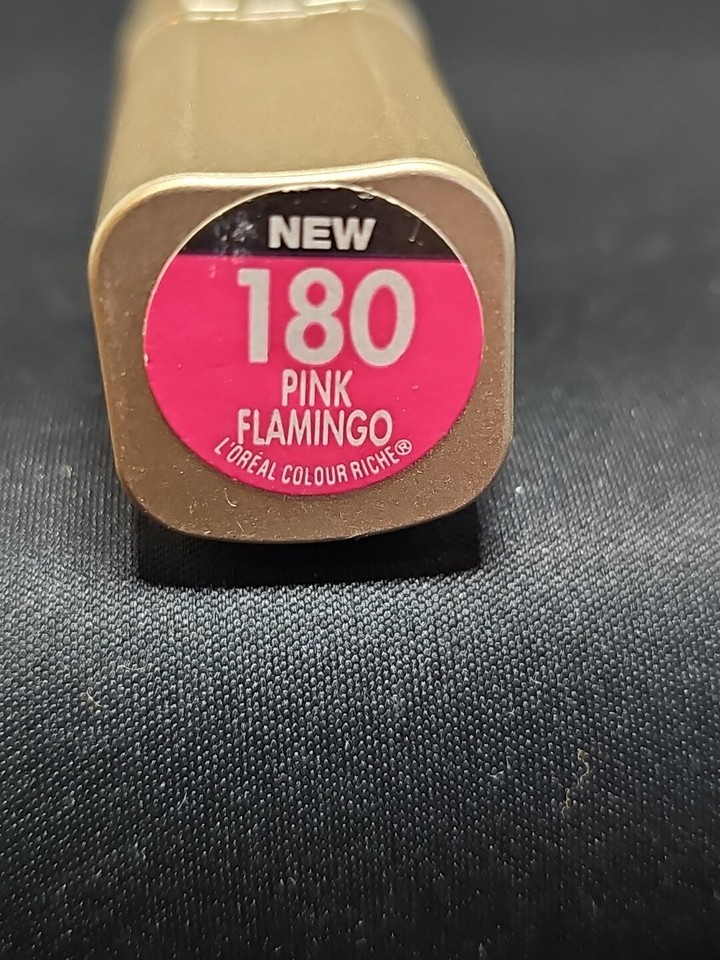 NEW
180
PINK
FLAMINGO
L'ORÉAL COLOUR RICHE®